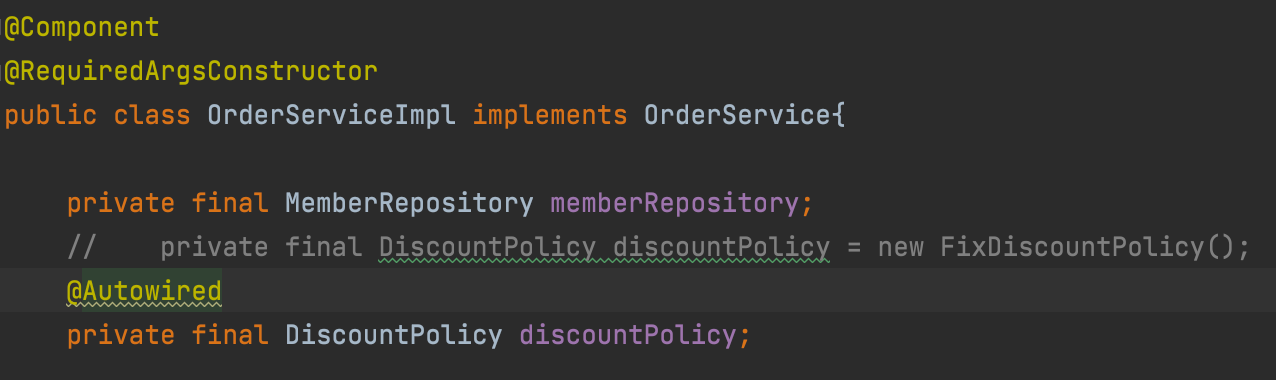 @Component
@RequiredArgsConstructor
public class OrderServiceImpl implements OrderService{
private final MemberRepository memberRepository;
//    private final DiscountPolicy discountPolicy = new FixDiscountPolicy();
@Autowired
private final DiscountPolicy discountPolicy;